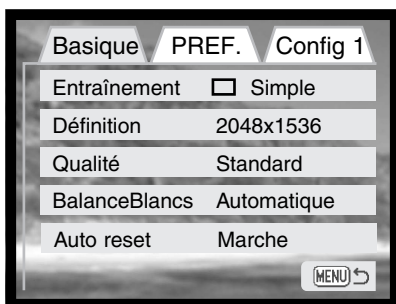 Basique PREF. Config 1
Entraînement Simple
Définition 2048x1536
Qualité Standard
BalanceBlancs Automatique
Auto reset Marche
MENU